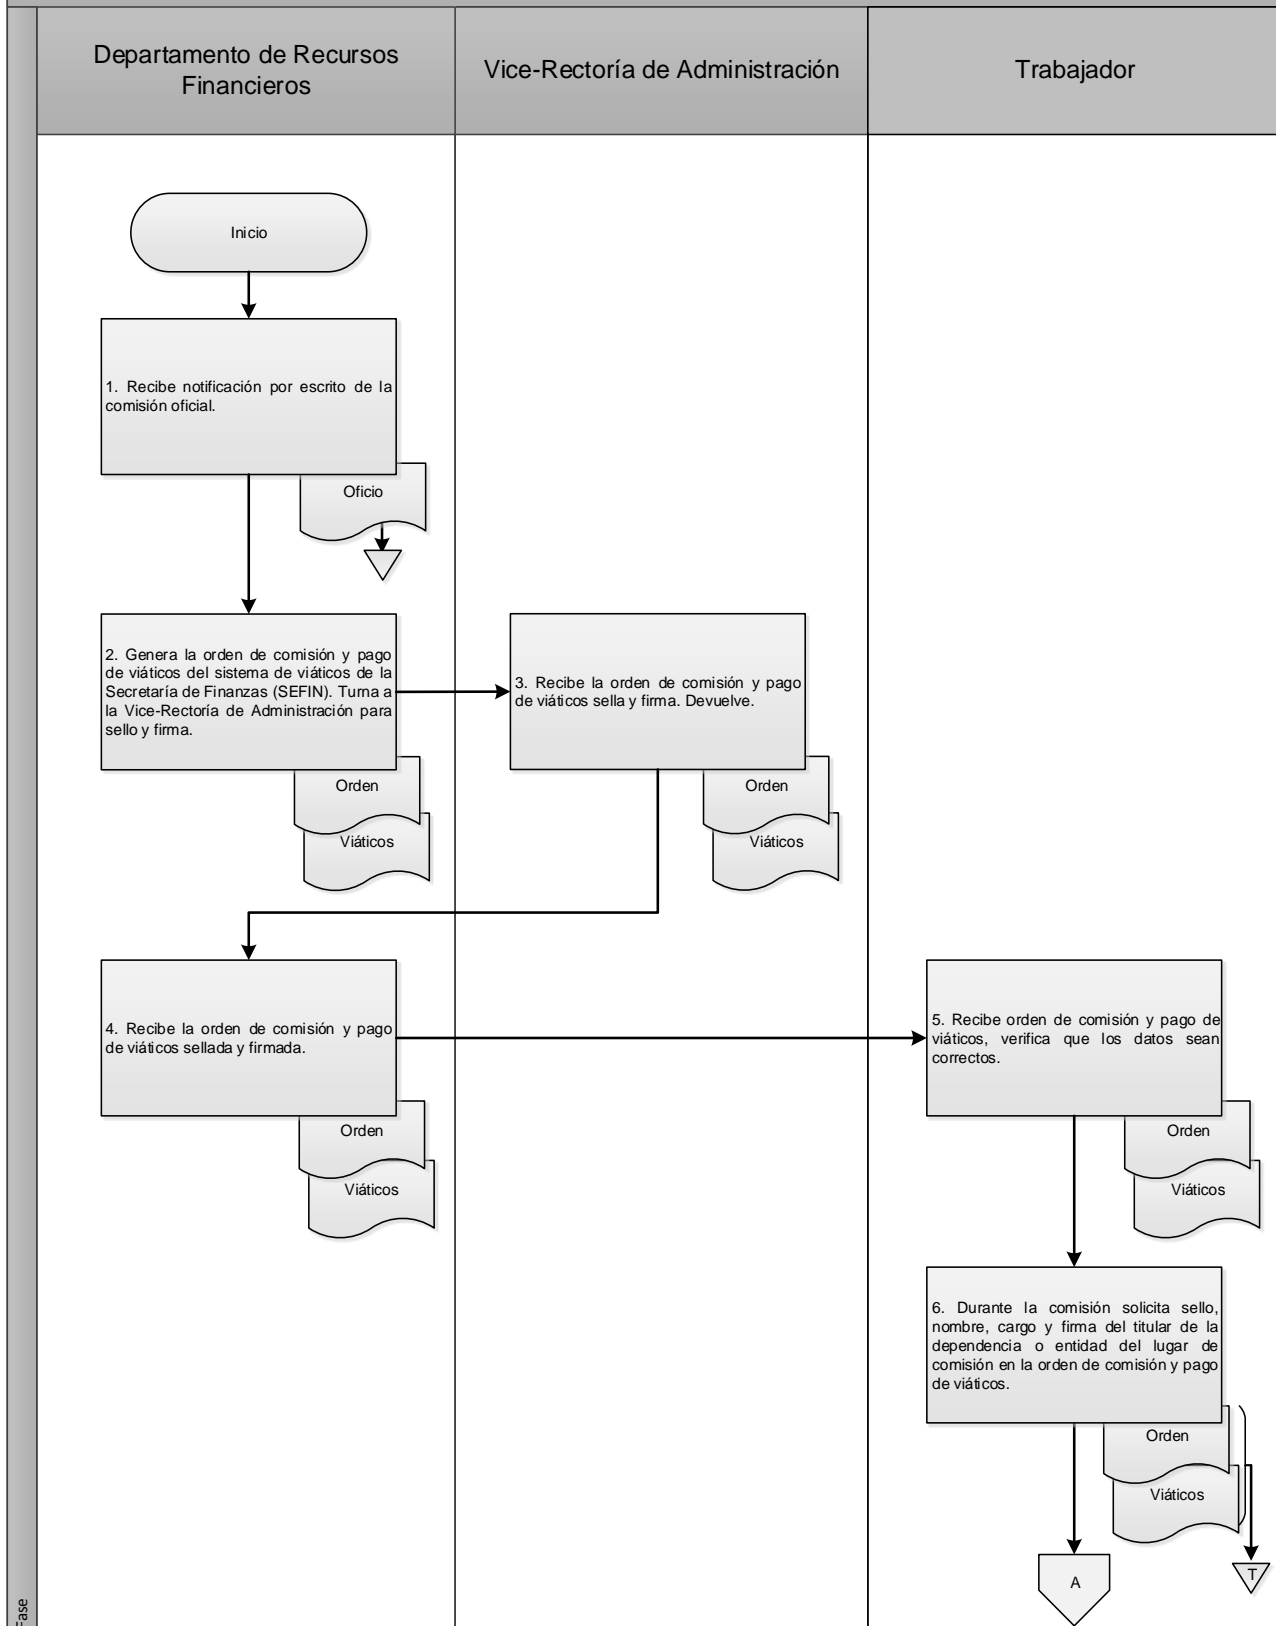 Departamento de Recursos
Financieros
Vice-Rectoría de Administración
Trabajador
Inicio
1. Recibe notificación por escrito de la
comisión oficial.
Oficio
2. Genera la orden de comisión y pago
de viáticos del sistema de viáticos de la
Secretaría de Finanzas (SEFIN). Turna a
la Vice-Rectoría de Administración para
sello y firma.
Orden
Viáticos
3. Recibe la orden de comisión y pago
de viáticos sella y firma. Devuelve.
Orden
Viáticos
4. Recibe la orden de comisión y pago
de viáticos sellada y firmada.
Orden
Viáticos
5. Recibe orden de comisión y pago de
viáticos, verifica que los datos sean
correctos.
Orden
Viáticos
6. Durante la comisión solicita sello,
nombre, cargo y firma del titular de la
dependencia o entidad del lugar de
comisión en la orden de comisión y pago
de viáticos.
Orden
Viáticos
A
T
Fase